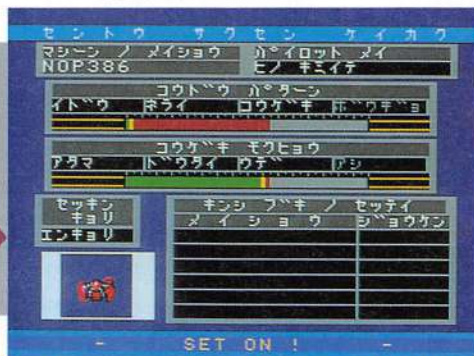 セントウ サクセン ケイカク
マシーン ノ メイショウ パイロット メイ
NOP386 ヒノ キミイチ
コウドウ パターン
イドウ ネライ コウゲキ ボウギョ
コウゲキ モクヒョウ
アタマ ドウタイ ウデ アシ
セッキン キョリ
エンキョリ
キンシ ブキ ノ セッテイ
メイショウ ジョウケン
- SET ON ! -